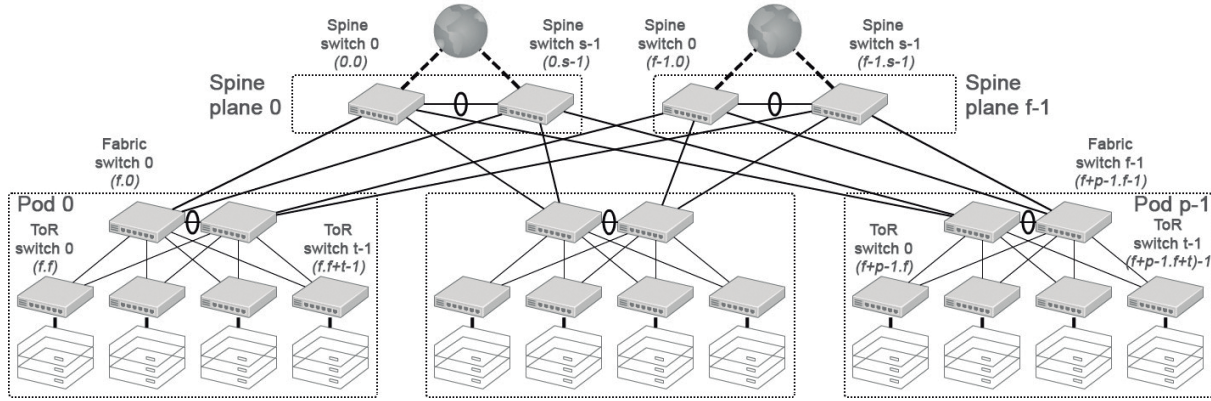 Spine
switch 0
(0.0)
Spine
switch s-1
(0.s-1)
Spine
switch 0
(f-1.0)
Spine
switch s-1
(f-1.s-1)
Spine
plane 0
Spine
plane f-1
Fabric
switch 0
(f.0)
Fabric
switch f-1
(f+p-1.f-1)
Pod 0
ToR
switch 0
(f.f)
ToR
switch t-1
(f.f+t-1)
Pod p-1
ToR
switch 0
(f+p-1.f)
ToR
switch t-1
(f+p-1.f+t)-1)